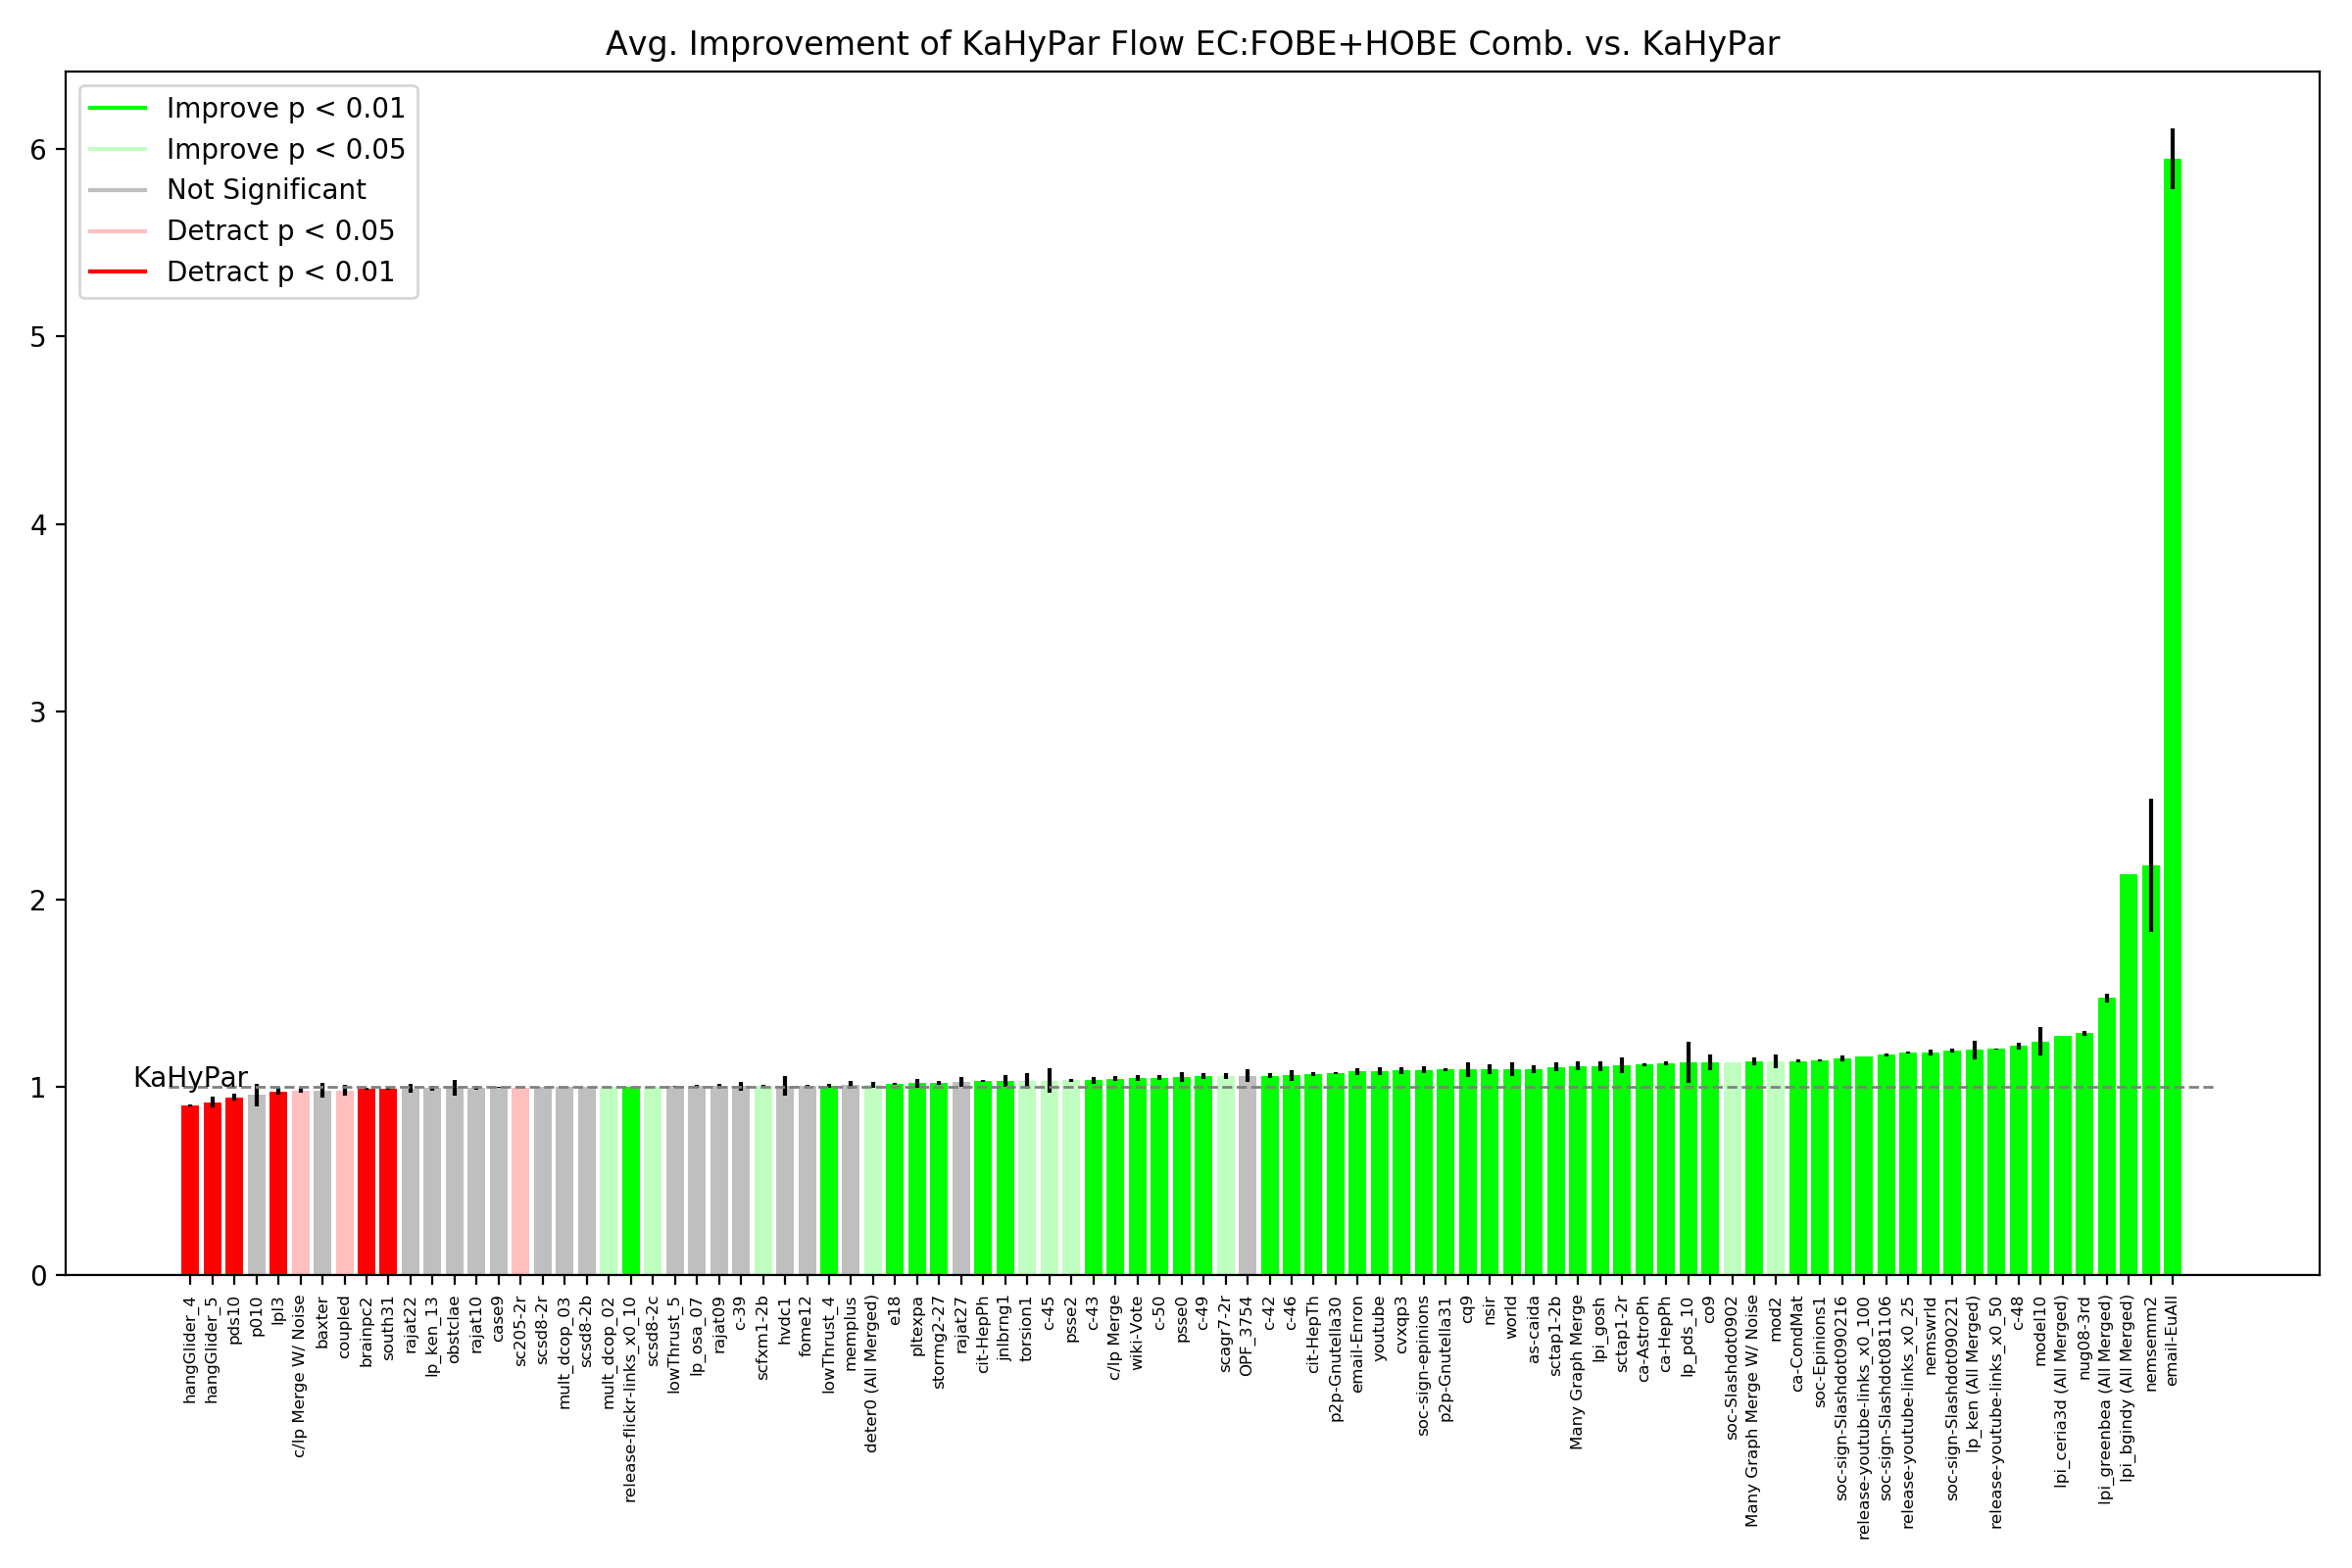 Avg. Improvement of KaHyPar Flow EC:FOBE+HOBE Comb. vs. KaHyPar
Improve p < 0.01
Improve p < 0.05
Not Significant
Detract p < 0.05
Detract p < 0.01
6
5
4
3
2
1
0
KaHyPar
hangGlider_4
hangGlider_5
pds10
p010
lpl3
c/lp Merge W/ Noise
baxter
coupled
brainpc2
south31
rajat22
lp_ken_13
obstclae
rajat10
case9
sc205-2r
scsd8-2r
mult_dcop_03
scsd8-2b
mult_dcop_02
release-flickr-links_x0_10
scsd8-2c
lowThrust_5
lp_osa_07
rajat09
c-39
scfxm1-2b
hvdc1
fome12
lowThrust_4
memplus
deter0 (All Merged)
e18
pltexpa
stormg2-27
rajat27
cit-HepPh
jnlbrng1
torsion1
c-45
psse2
c-43
c/lp Merge
wiki-Vote
c-50
psse0
c-49
scagr7-2r
OPF_3754
c-42
c-46
cit-HepTh
p2p-Gnutella30
email-Enron
youtube
cvxqp3
soc-sign-epinions
p2p-Gnutella31
cq9
nsir
world
as-caida
sctap1-2b
Many Graph Merge
lpi_gosh
sctap1-2r
ca-AstroPh
ca-HepPh
lp_pds_10
co9
soc-Slashdot0902
Many Graph Merge W/ Noise
mod2
ca-CondMat
soc-Epinions1
soc-sign-Slashdot090216
release-youtube-links_x0_100
soc-sign-Slashdot081106
release-youtube-links_x0_25
nemswrld
soc-sign-Slashdot090221
lp_ken (All Merged)
release-youtube-links_x0_50
c-48
model10
lpi_ceria3d (All Merged)
nug08-3rd
lpi_greenbea (All Merged)
lpi_bgindy (All Merged)
nemsemm2
email-EuAll